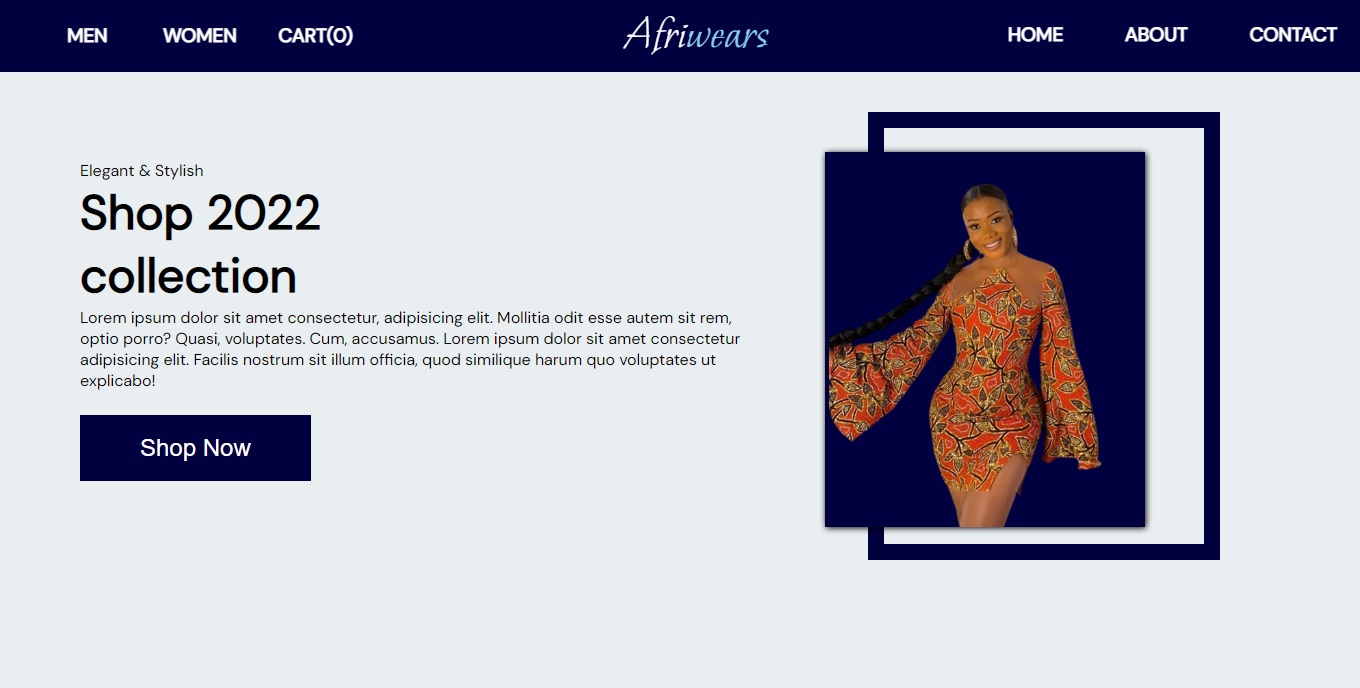 MEN WOMEN CART(0) Afriwears HOME ABOUT CONTACT
Elegant & Stylish
Shop 2022
collection
Lorem ipsum dolor sit amet consectetur, adipisicing elit. Mollitia odit esse autem sit rem,
optio porro? Quasi, voluptates. Cum, accusamus. Lorem ipsum dolor sit amet consectetur
adipisicing elit. Facilis nostrum sit illum officia, quod similique harum quo voluptates ut
explicabo!
Shop Now